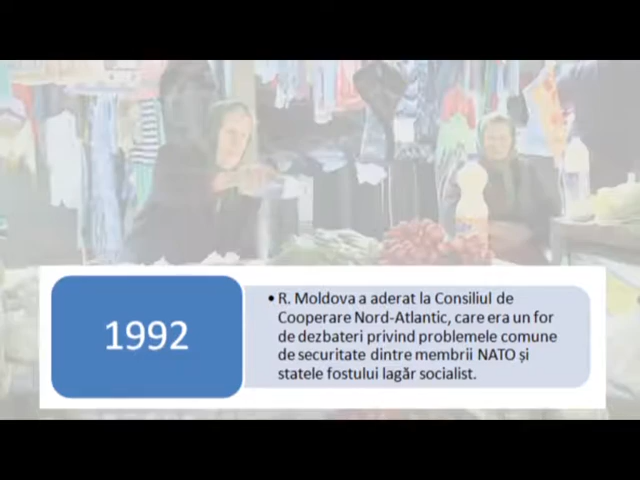 1992
• R. Moldova a aderat la Consiliul de
Cooperare Nord-Atlantic, care era un for
de dezbateri privind problemele comune
de securitate dintre membrii NATO și
statele fostului lagăr socialist.